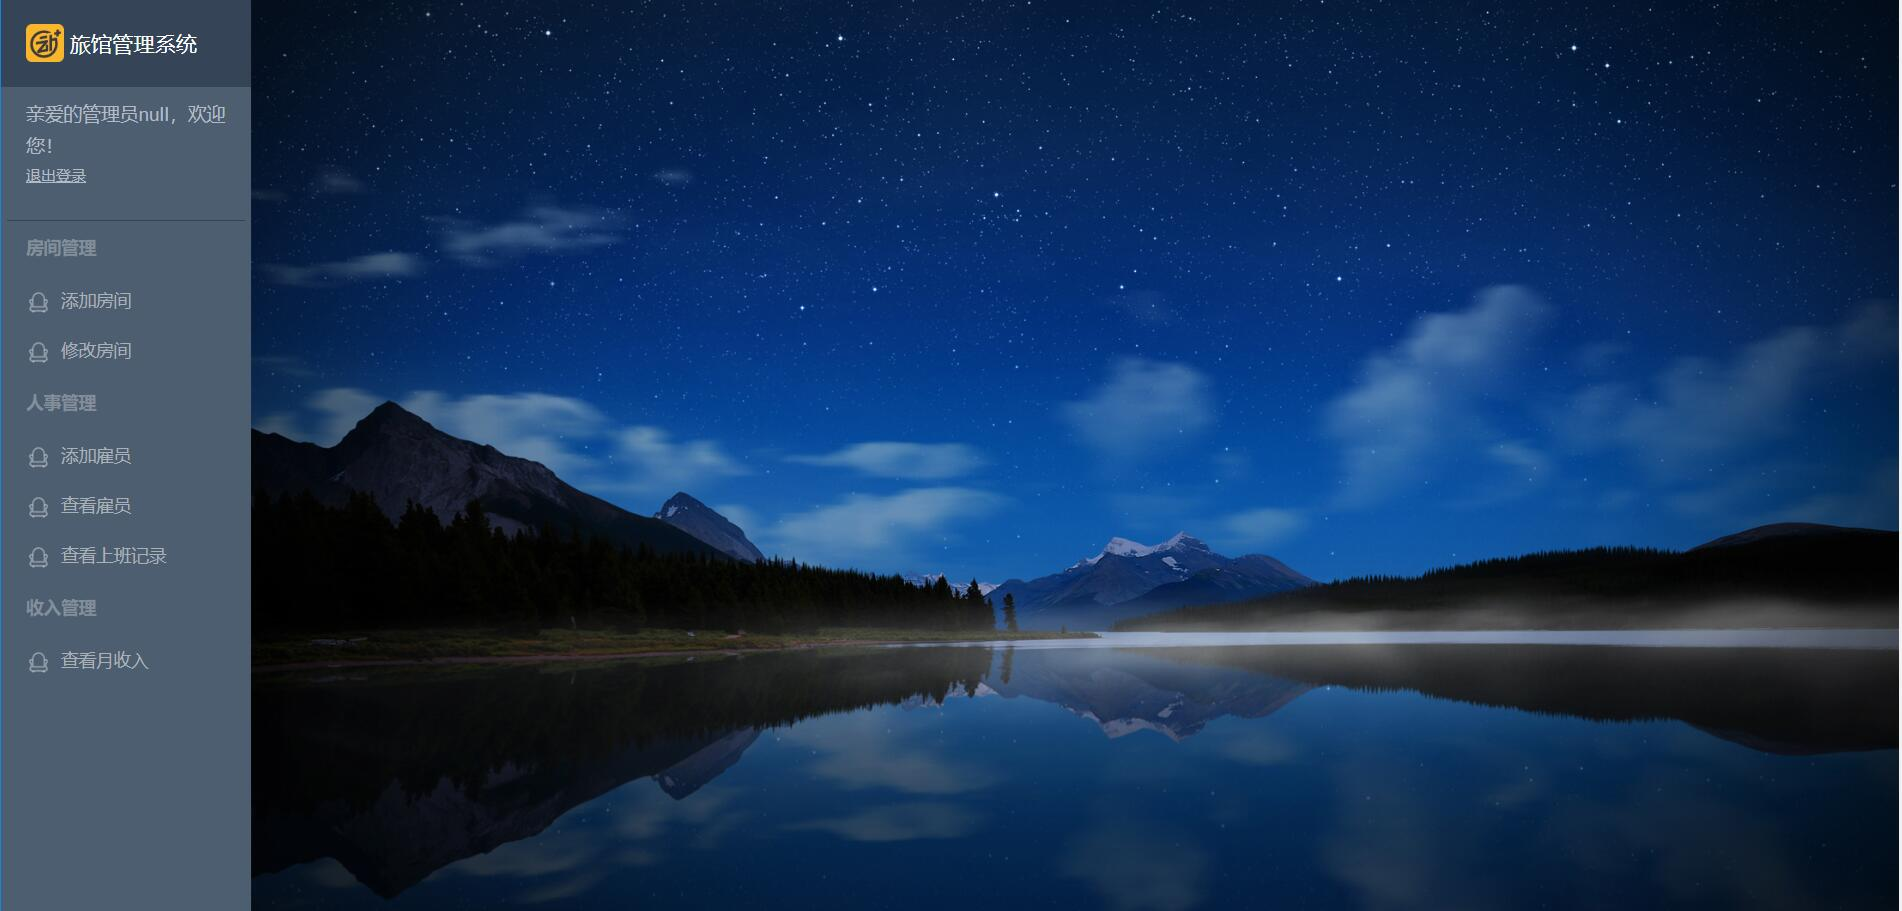 旅馆管理系统
亲爱的管理员null，欢迎
您！
退出登录
房间管理
添加房间
修改房间
人事管理
添加雇员
查看雇员
查看上班记录
收入管理
查看月收入